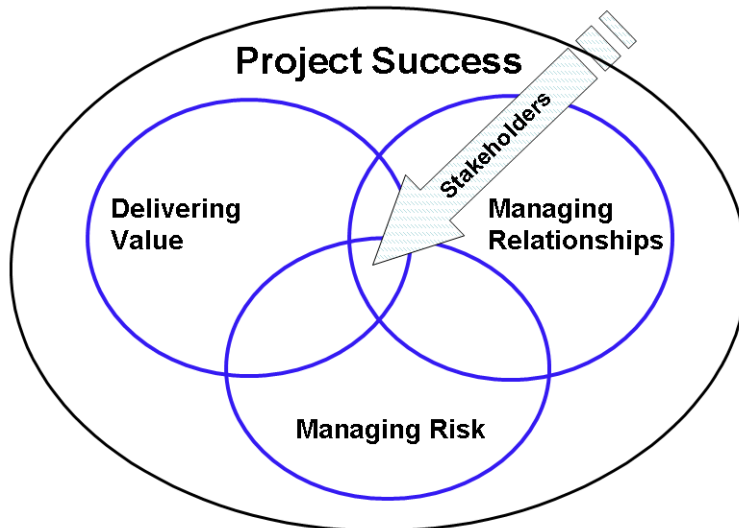 Project Success
Stakeholders
Delivering
Value
Managing
Relationships
Managing Risk